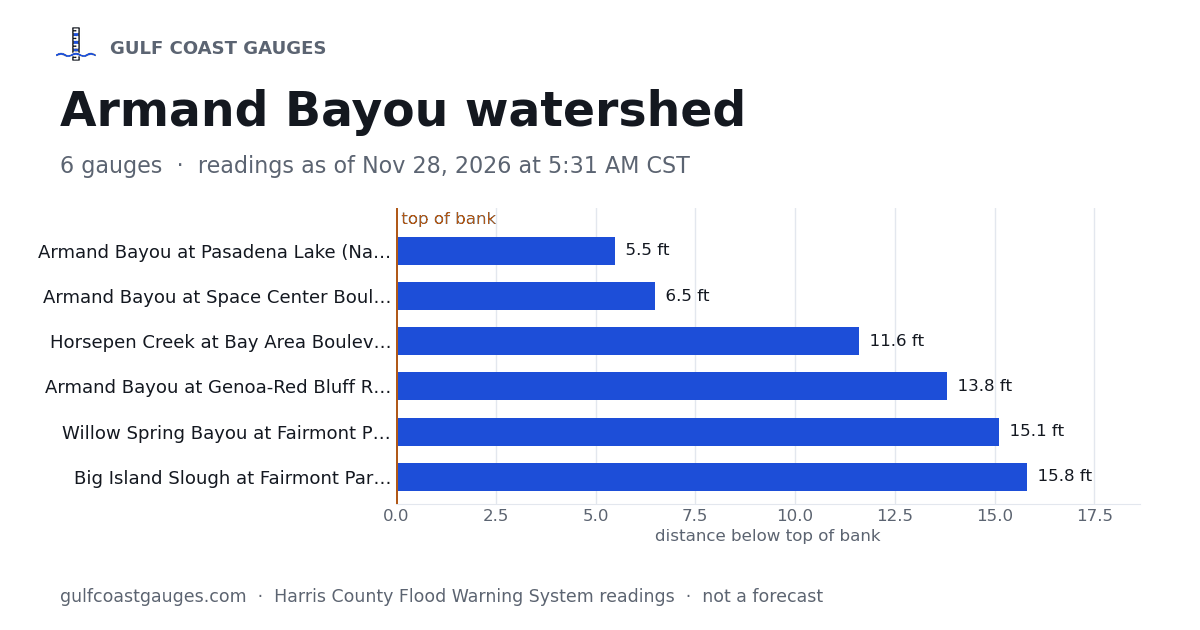 GULF COAST GAUGES
Armand Bayou watershed
6 gauges · readings as of Nov 28, 2026 at 5:31 AM CST
top of bank
Armand Bayou at Pasadena Lake (Na… 5.5 ft
Armand Bayou at Space Center Boul… 6.5 ft
Horsepen Creek at Bay Area Boulev… 11.6 ft
Armand Bayou at Genoa-Red Bluff R… 13.8 ft
Willow Spring Bayou at Fairmont P… 15.1 ft
Big Island Slough at Fairmont Par… 15.8 ft
0.0 2.5 5.0 7.5 10.0 12.5 15.0 17.5
distance below top of bank
gulfcoastgauges.com · Harris County Flood Warning System readings · not a forecast